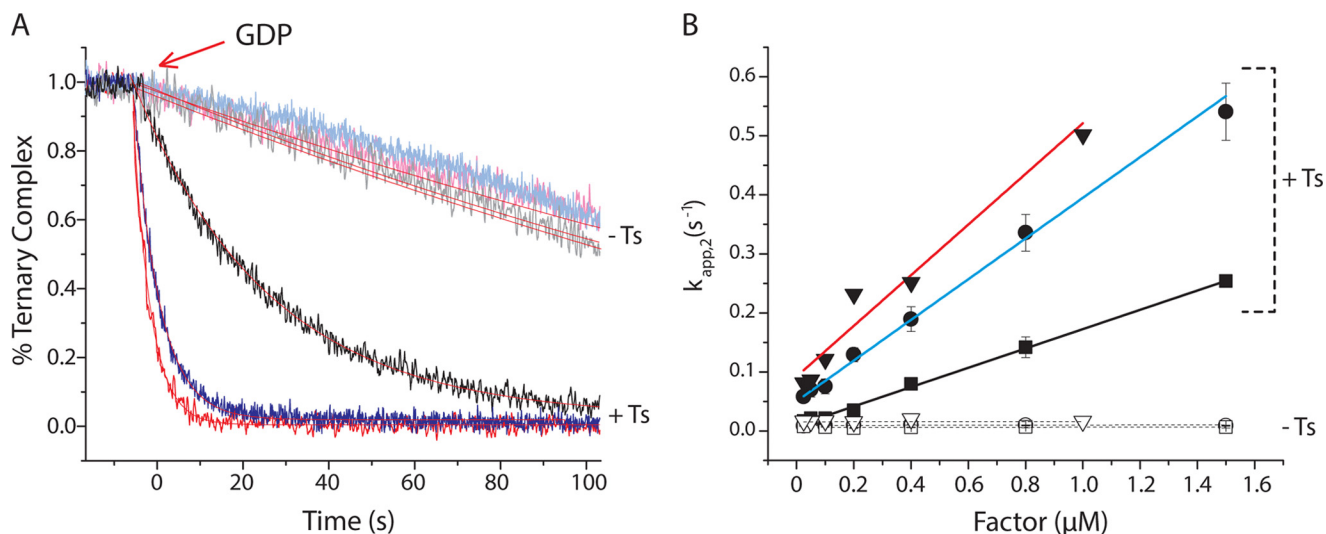 A
GDP
% Ternary Complex
1.0
0.8
0.6
0.4
0.2
0.0
- Ts
+ Ts
0
20
40
60
80
100
Time (s)
B
k app,2 (s⁻¹)
0.6
0.5
0.4
0.3
0.2
0.1
0.0
+ Ts
- Ts
0
0.2
0.4
0.6
0.8
1.0
1.2
1.4
1.6
Factor (μM)